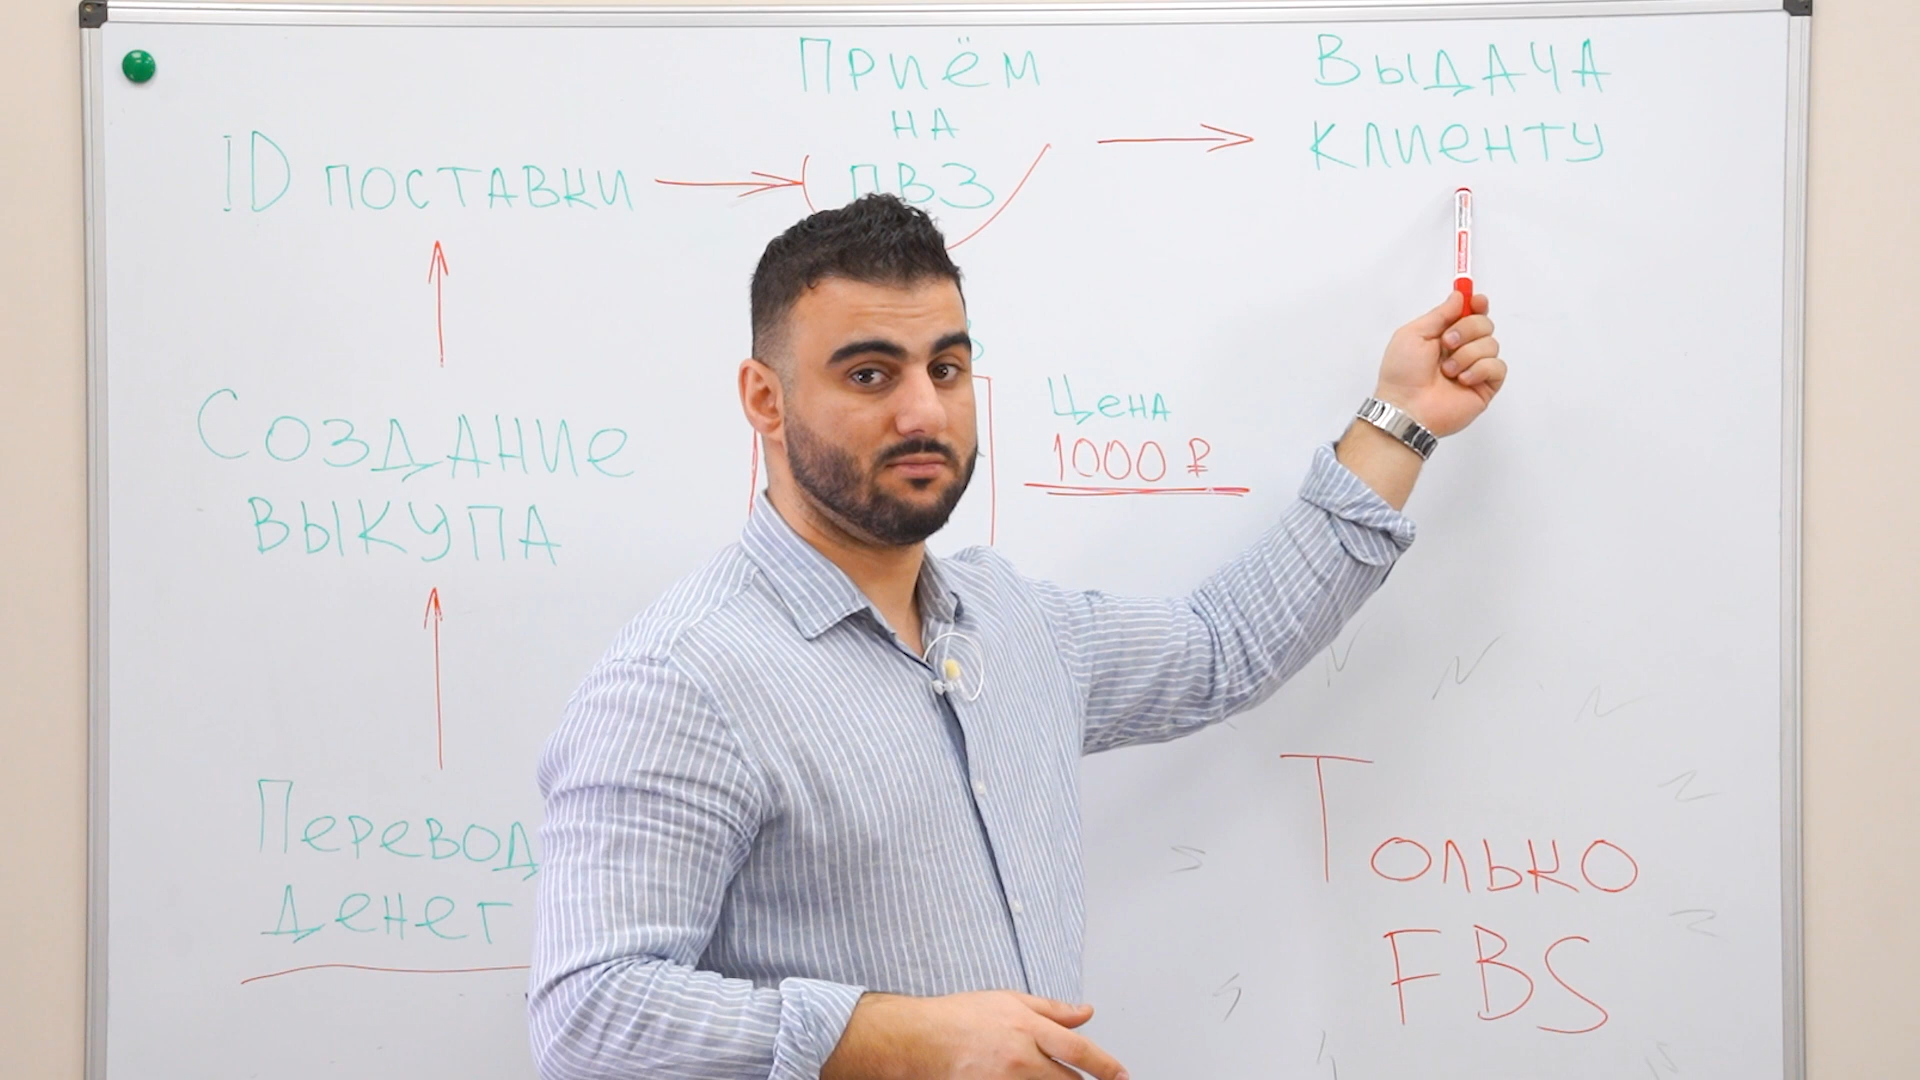 Приём
на
ПВЗ
Выдача
клиенту
ID поставки
Цена
1000 ₽
Создание
выкупа
Перевод
денег
Только
FBS